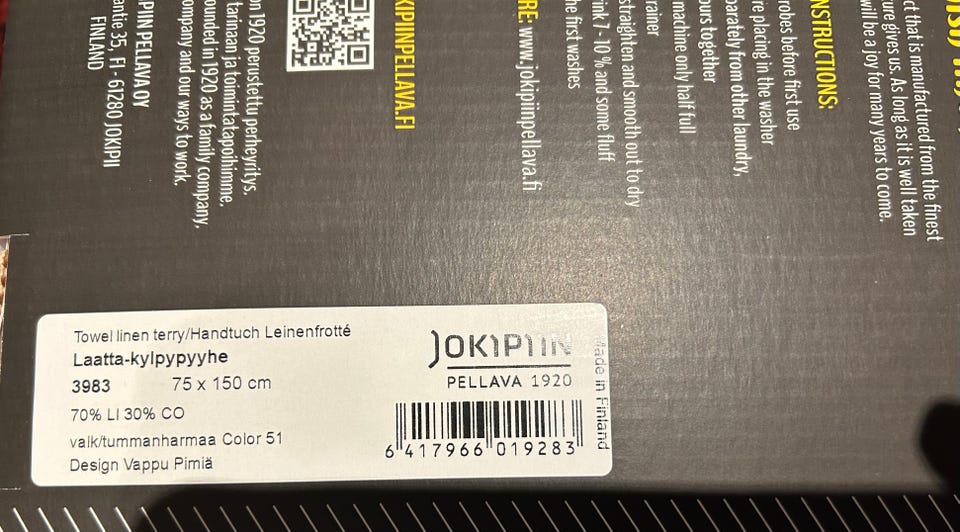 ct that is manufactured from the finest
ure gives us. As long as it is well taken
will be a joy for many years to come.
NSTRUCTIONS:
robes before first use
re placing in the washer
parately from other laundry,
ours together
machine only half full
rainer
straighten and smooth out to dry
ink 7 - 10 % and some fluff
he first washes
RE: www.jokipiinpellava.fi
KIPIINPELLAVA.FI
on 1920 perustettu perheyritys.
tarinaan ja toimintatapoihimme.
ounded in 1920 as a family company,
ompany and our ways to work.
PIINPELLAVA OY
antie 35, FI - 61280 JOKIPII
FINLAND
Towel linen terry/Handtuch Leinenfrotté
Laatta-kylpypyyhe
3983 75 x 150 cm
70% LI 30% CO
valk/tummanharmaa Color 51
Design Vappu Pimiä
JOKIPIIN
PELLAVA 1920
6 417966 019283
Made in Finland